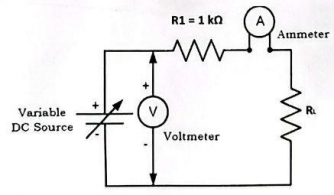 R1 = 1 kΩ
A
Ammeter
+
+
Variable
DC Source
V
Voltmeter
RL
-
-